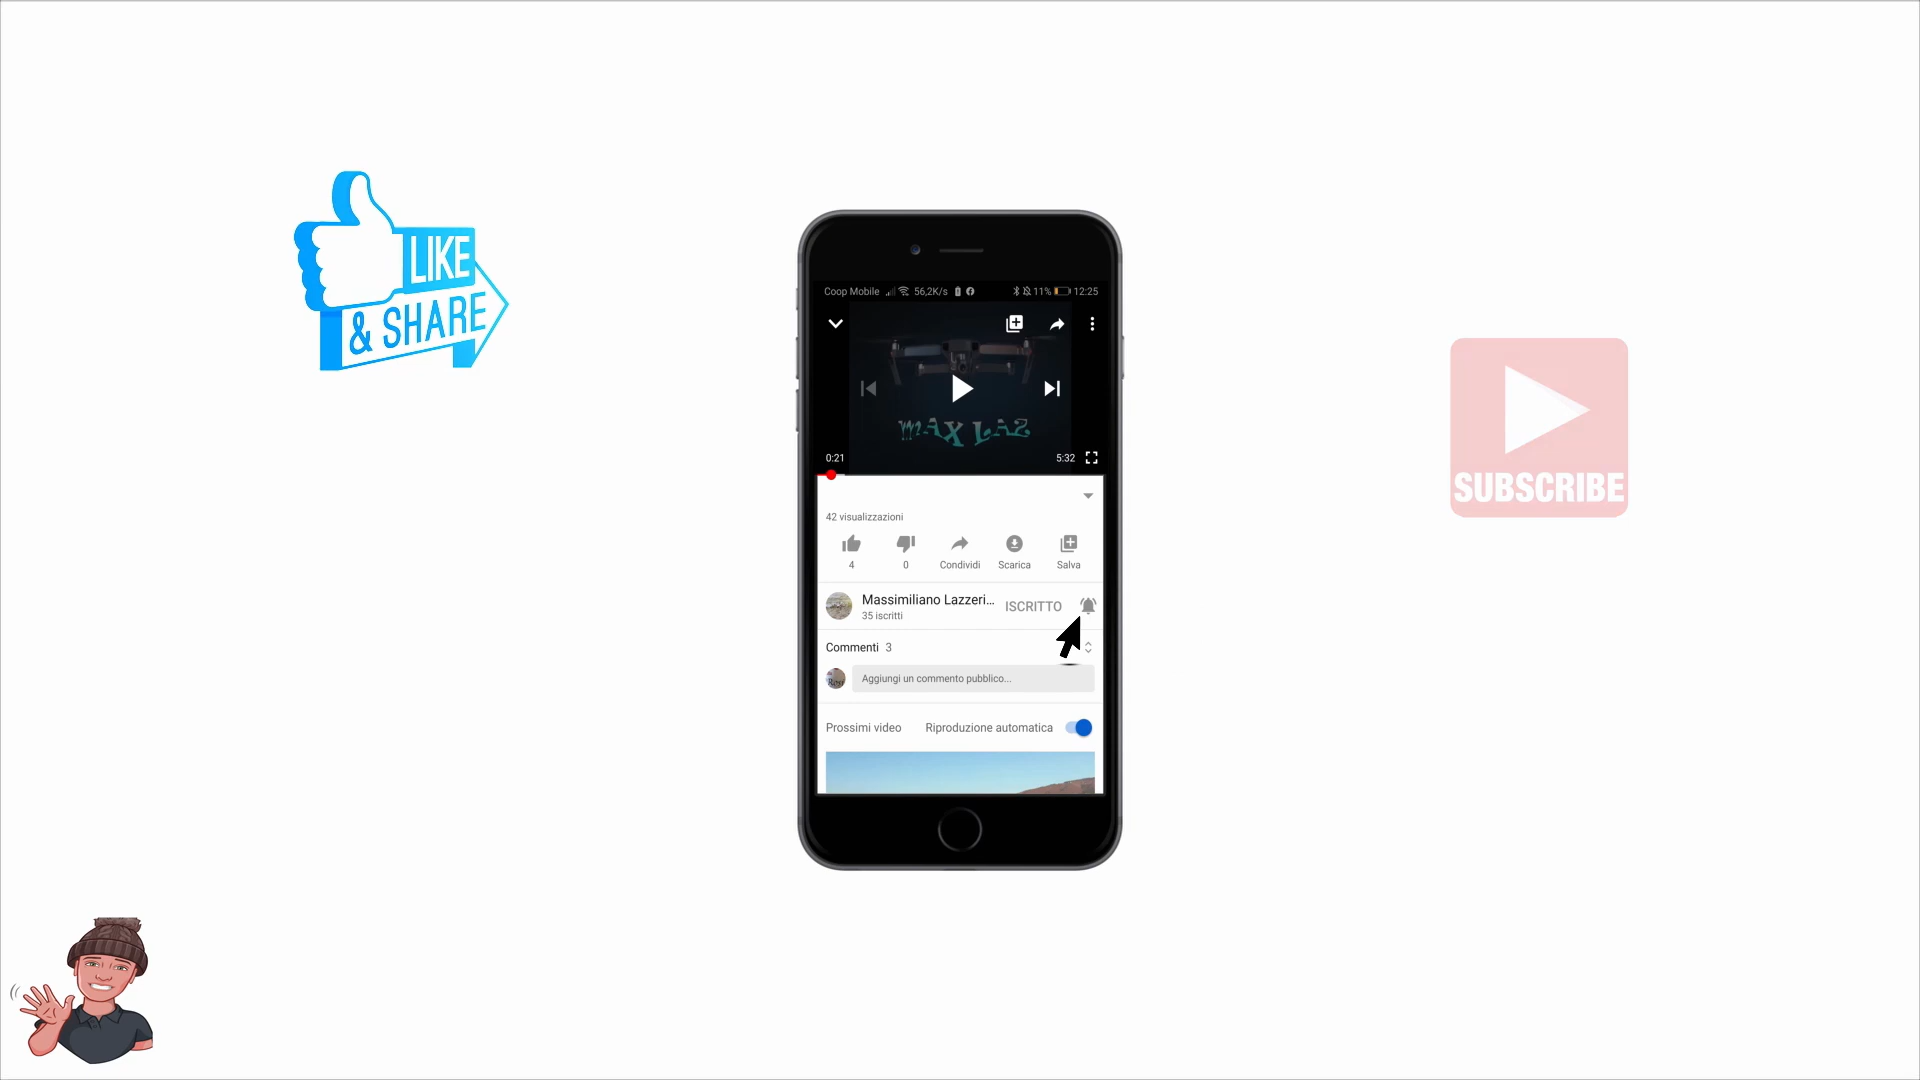 LIKE
& SHARE
Coop Mobile 56,2K/s 11% 12:25
MAX LAZ
0:21 5:32
42 visualizzazioni
4 0 Condividi Scarica Salva
Massimiliano Lazzeri... ISCRITTO
35 iscritti
Commenti 3
Aggiungi un commento pubblico...
Prossimi video Riproduzione automatica
SUBSCRIBE